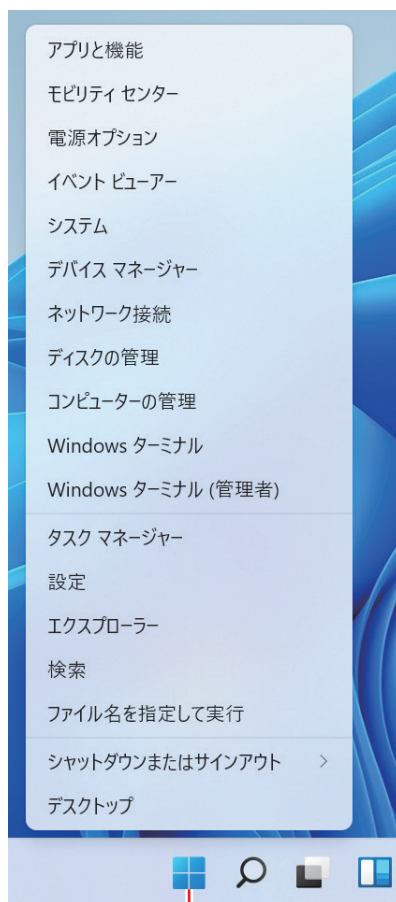 アプリと機能
モビリティ センター
電源オプション
イベント ビューアー
システム
デバイス マネージャー
ネットワーク接続
ディスクの管理
コンピューターの管理
Windows ターミナル
Windows ターミナル (管理者)
タスク マネージャー
設定
エクスプローラー
検索
ファイル名を指定して実行
シャットダウンまたはサインアウト
デスクトップ